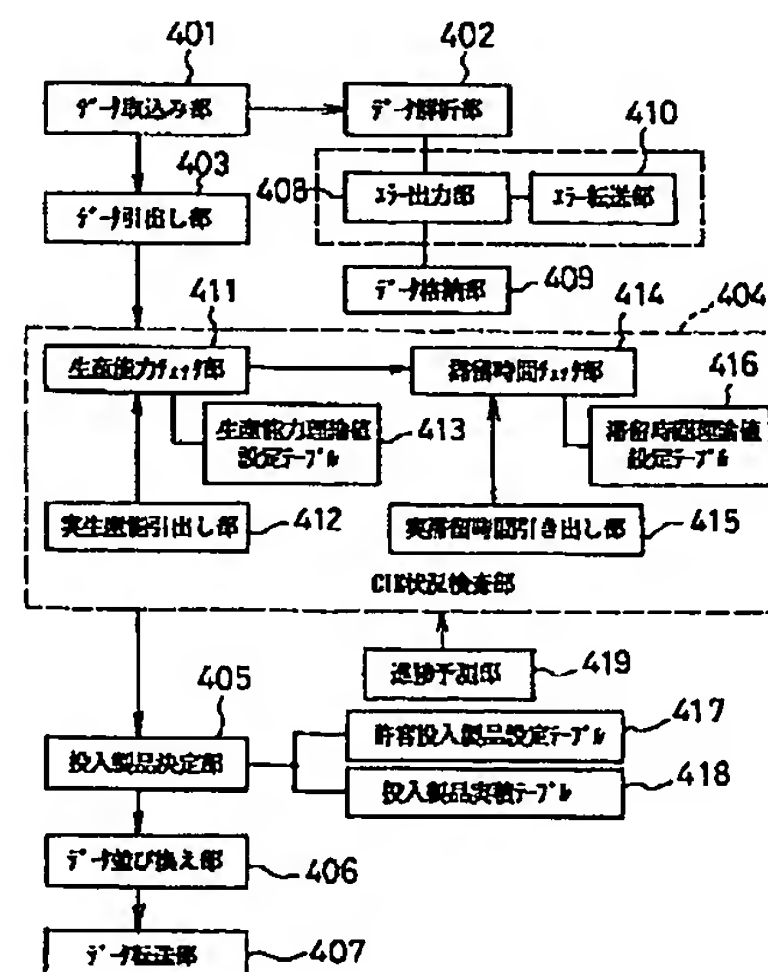 401
402
データ取込み部
データ解析部
410
403
408
エラー出力部
エラー転送部
データ引出し部
データ格納部
409
411
414
404
生産能力チェック部
滞留時間チェック部
416
生産能力理論値
設定テーブル
413
滞留時間理論値
設定テーブル
実生産能引出し部
412
実滞留時間引き出し部
415
CIM状況検査部
進捗予測部
419
405
417
許容投入製品設定テーブル
投入製品決定部
投入製品実績テーブル
418
データ並び換え部
406
データ転送部
407